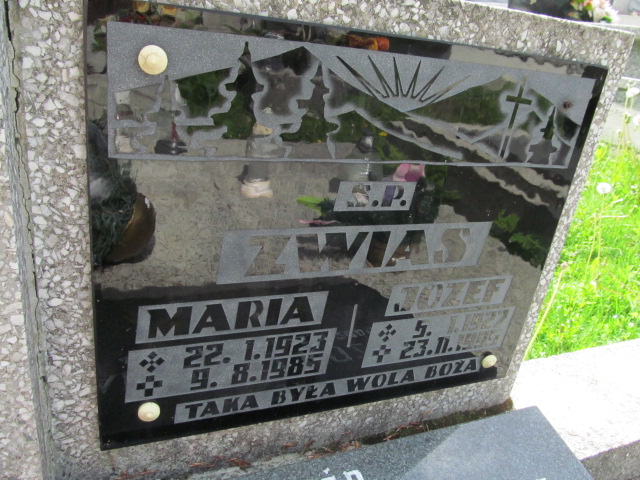 Ś.P.
ZWIAS
MARIA JÓZEF
22. 1.1923
9. 8.1985
TAKA BYŁA WOLA BOŻA